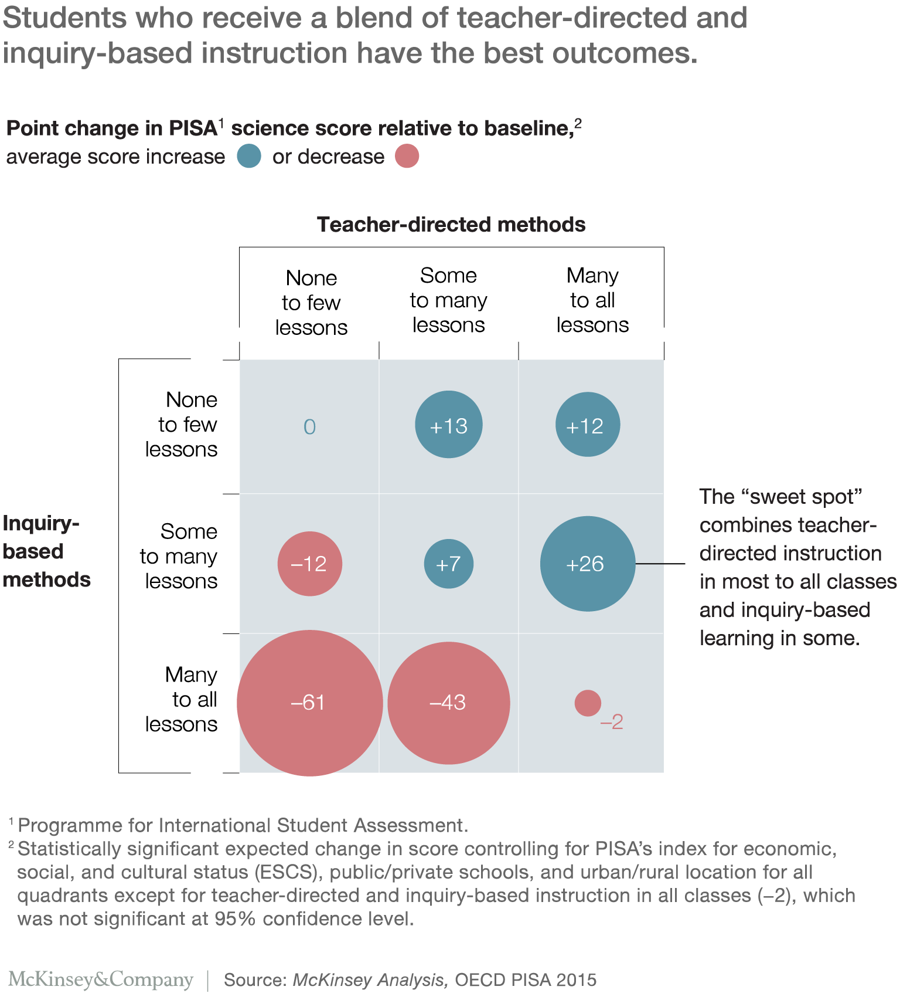 Students who receive a blend of teacher-directed and
inquiry-based instruction have the best outcomes.
Point change in PISA¹ science score relative to baseline,²
average score increase or decrease
Teacher-directed methods
None
to few
lessons
Some
to many
lessons
Many
to all
lessons
Inquiry-
based
methods
None
to few
lessons
0
+13
+12
Some
to many
lessons
–12
+7
+26
The “sweet spot”
combines teacher-
directed instruction
in most to all classes
and inquiry-based
learning in some.
Many
to all
lessons
–61
–43
–2
¹ Programme for International Student Assessment.
² Statistically significant expected change in score controlling for PISA’s index for economic,
social, and cultural status (ESCS), public/private schools, and urban/rural location for all
quadrants except for teacher-directed and inquiry-based instruction in all classes (–2), which
was not significant at 95% confidence level.
McKinsey&Company | Source: McKinsey Analysis, OECD PISA 2015